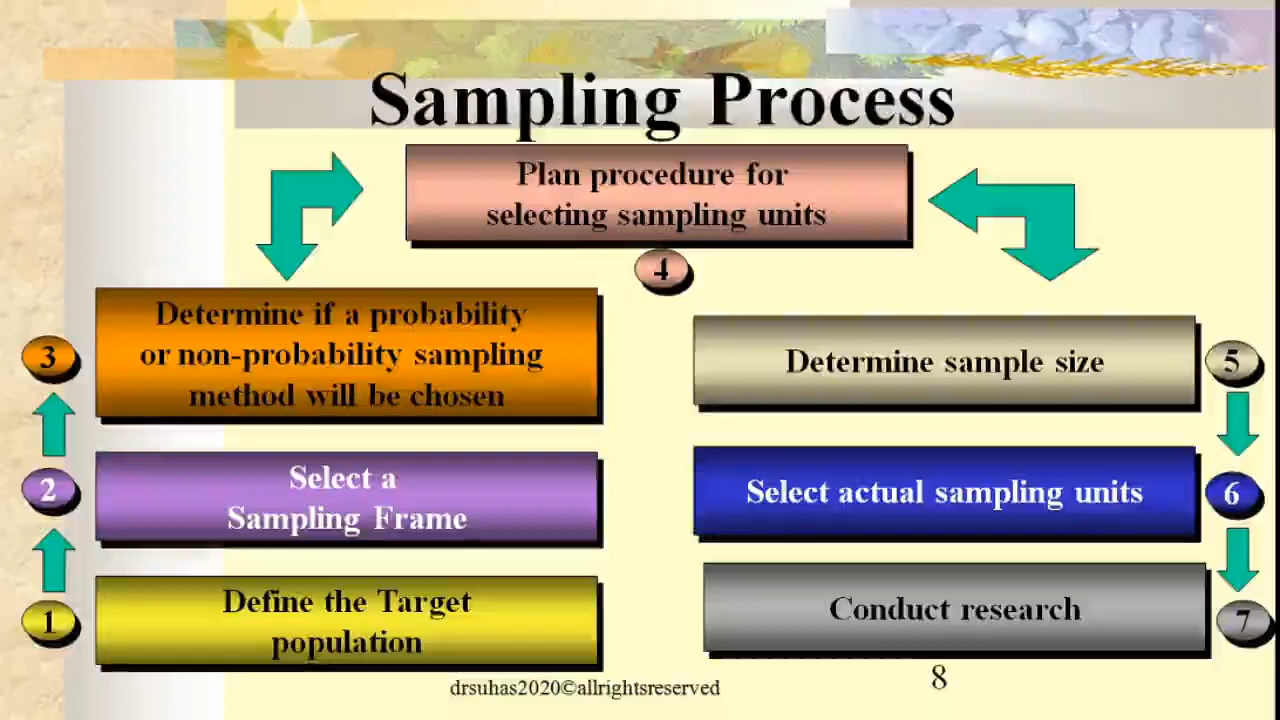 Sampling Process
Plan procedure for
selecting sampling units
4
Determine if a probability
or non-probability sampling
method will be chosen
3
Select a
Sampling Frame
2
Define the Target
population
1
Determine sample size
5
Select actual sampling units
6
Conduct research
7
drsuhas2020©allrightsreserved
8